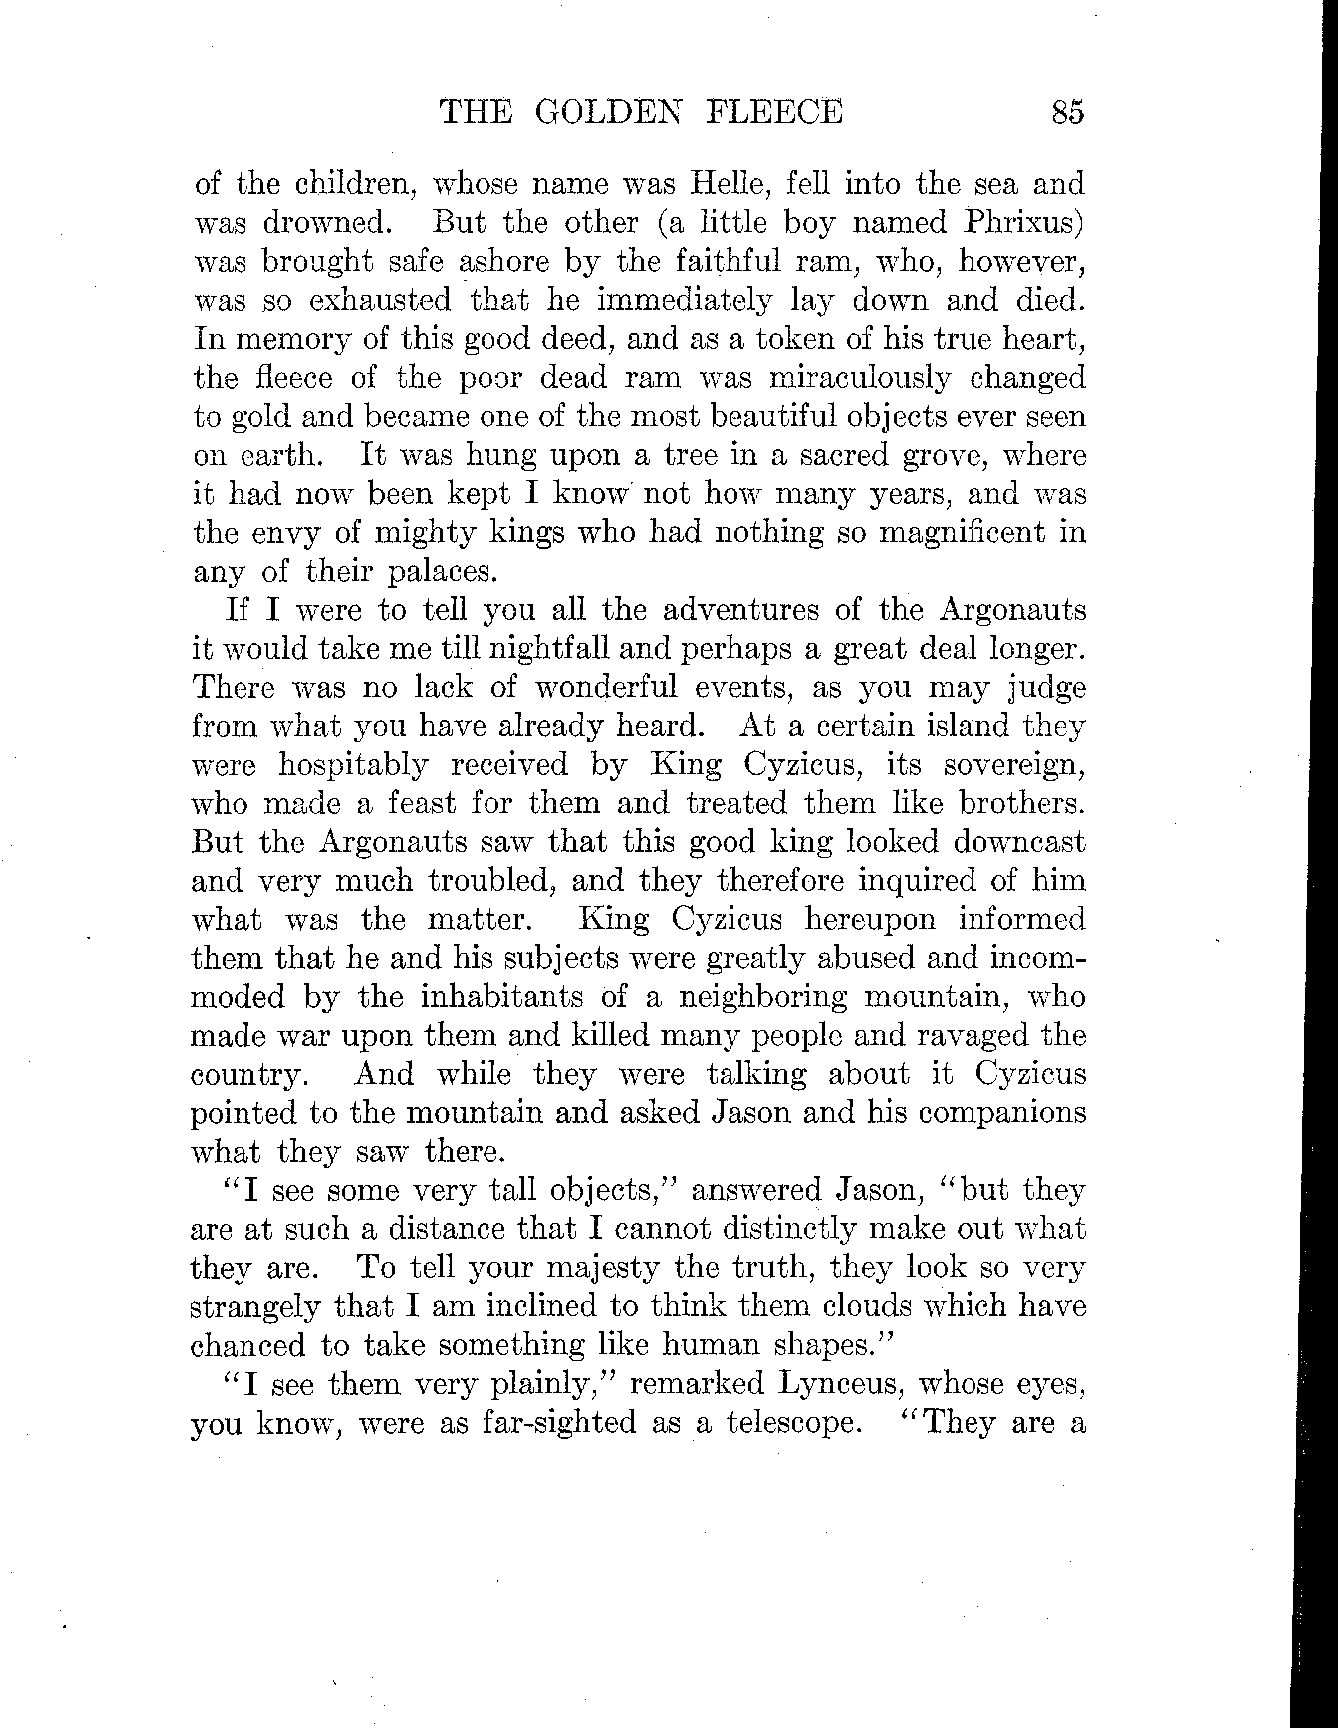 THE GOLDEN FLEECE 85
of the children, whose name was Helle, fell into the sea and
was drowned. But the other (a little boy named Phrixus)
was brought safe ashore by the faithful ram, who, however,
was so exhausted that he immediately lay down and died.
In memory of this good deed, and as a token of his true heart,
the fleece of the poor dead ram was miraculously changed
to gold and became one of the most beautiful objects ever seen
on earth. It was hung upon a tree in a sacred grove, where
it had now been kept I know not how many years, and was
the envy of mighty kings who had nothing so magnificent in
any of their palaces.
If I were to tell you all the adventures of the Argonauts
it would take me till nightfall and perhaps a great deal longer.
There was no lack of wonderful events, as you may judge
from what you have already heard. At a certain island they
were hospitably received by King Cyzicus, its sovereign,
who made a feast for them and treated them like brothers.
But the Argonauts saw that this good king looked downcast
and very much troubled, and they therefore inquired of him
what was the matter. King Cyzicus hereupon informed
them that he and his subjects were greatly abused and incom-
moded by the inhabitants of a neighboring mountain, who
made war upon them and killed many people and ravaged the
country. And while they were talking about it Cyzicus
pointed to the mountain and asked Jason and his companions
what they saw there.
"I see some very tall objects," answered Jason, "but they
are at such a distance that I cannot distinctly make out what
they are. To tell your majesty the truth, they look so very
strangely that I am inclined to think them clouds which have
chanced to take something like human shapes."
"I see them very plainly," remarked Lynceus, whose eyes,
you know, were as far-sighted as a telescope. "They are a